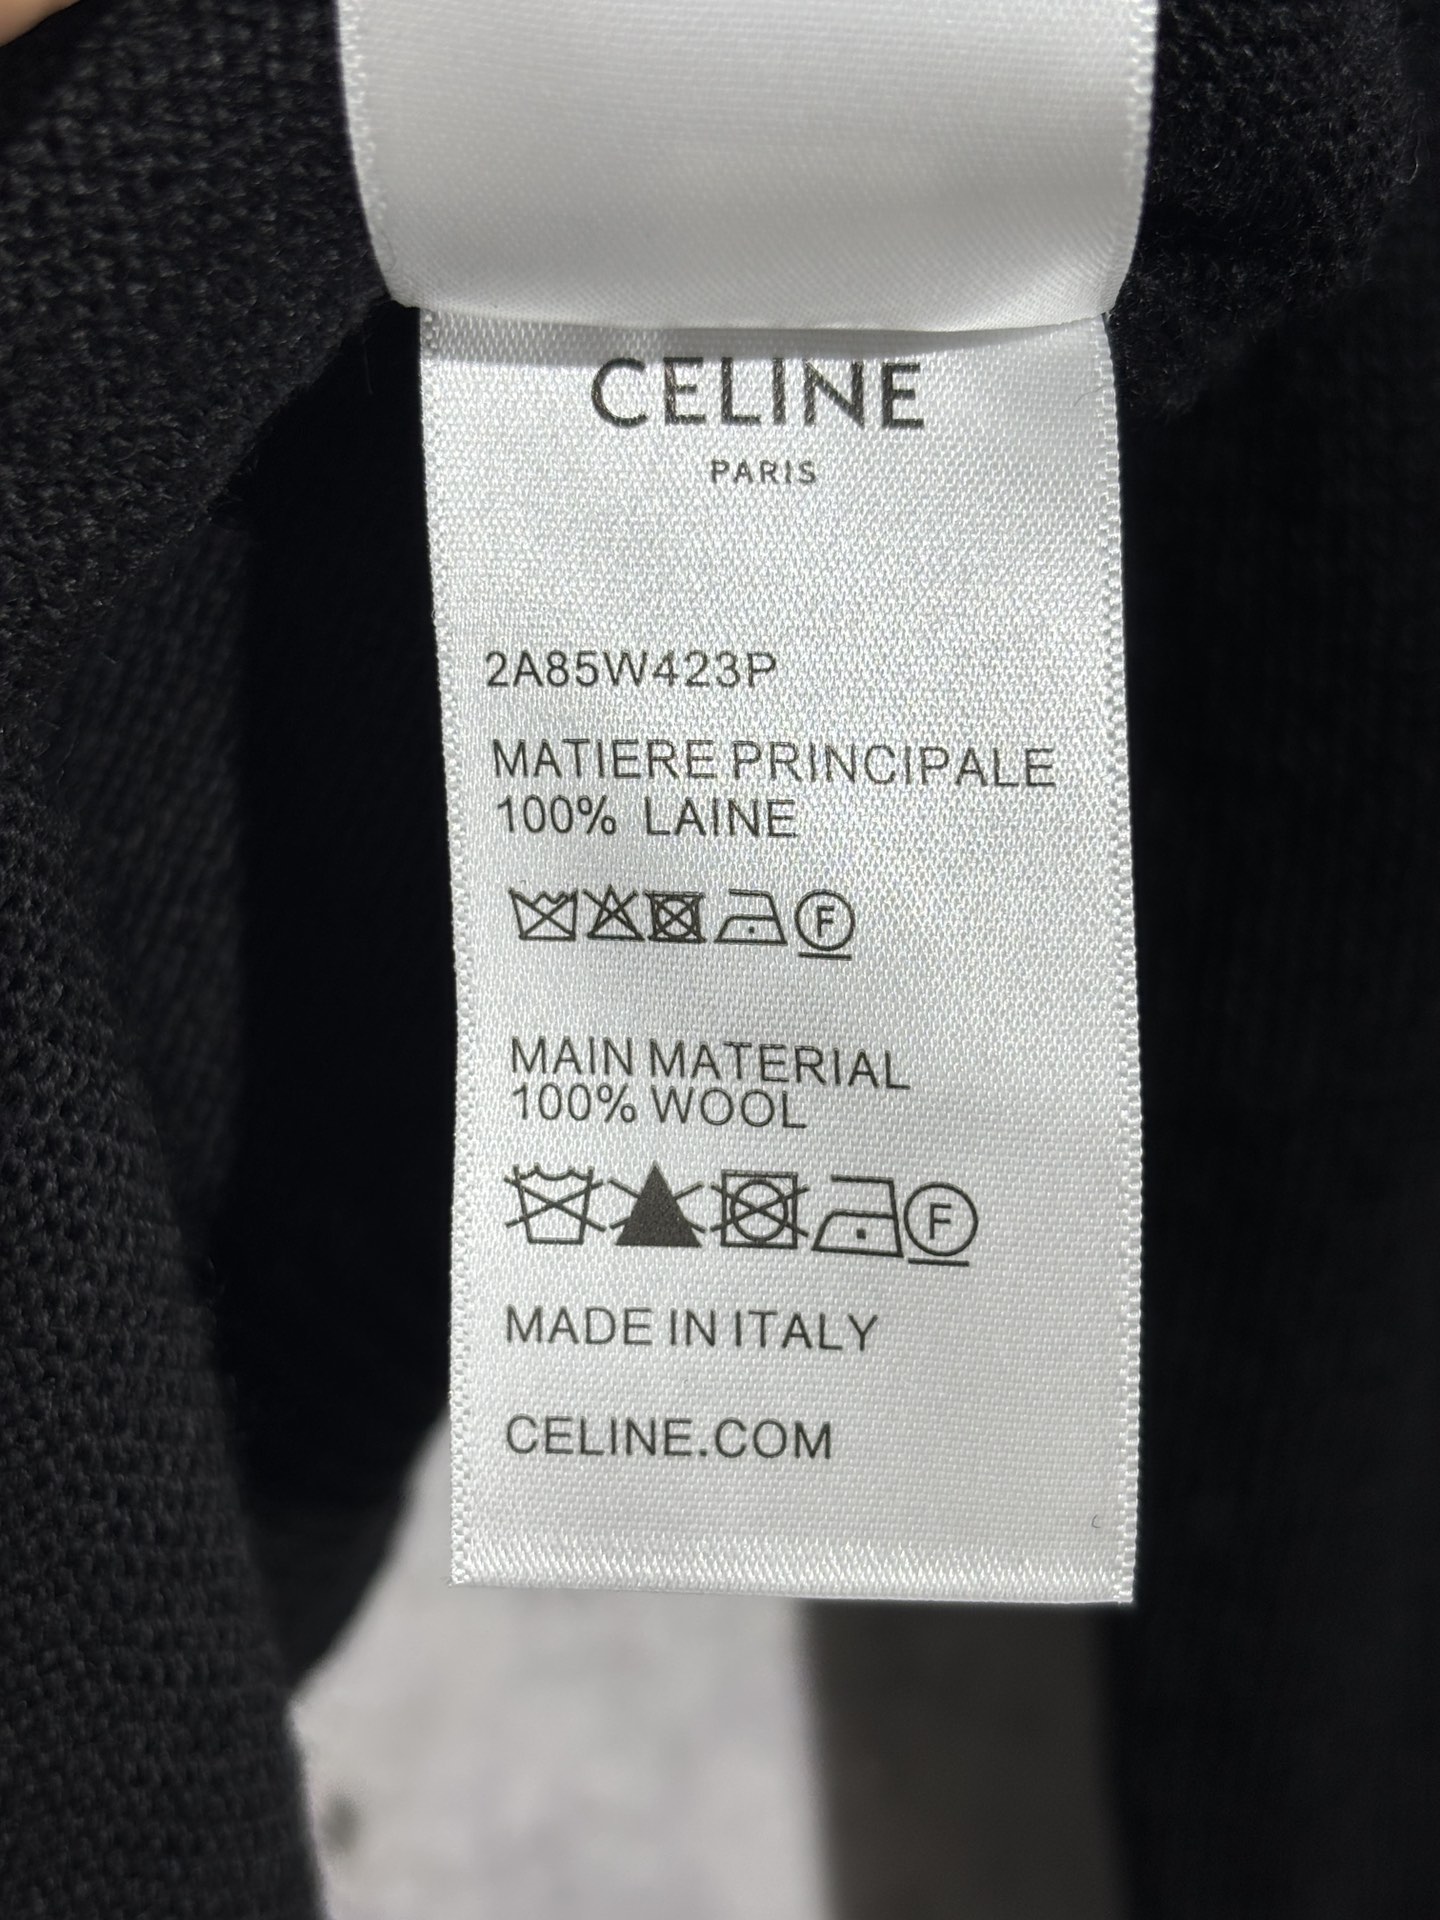 CELINE
PARIS
2A85W423P
MATIERE PRINCIPALE
100% LAINE
F
MAIN MATERIAL
100% WOOL
F
MADE IN ITALY
CELINE.COM